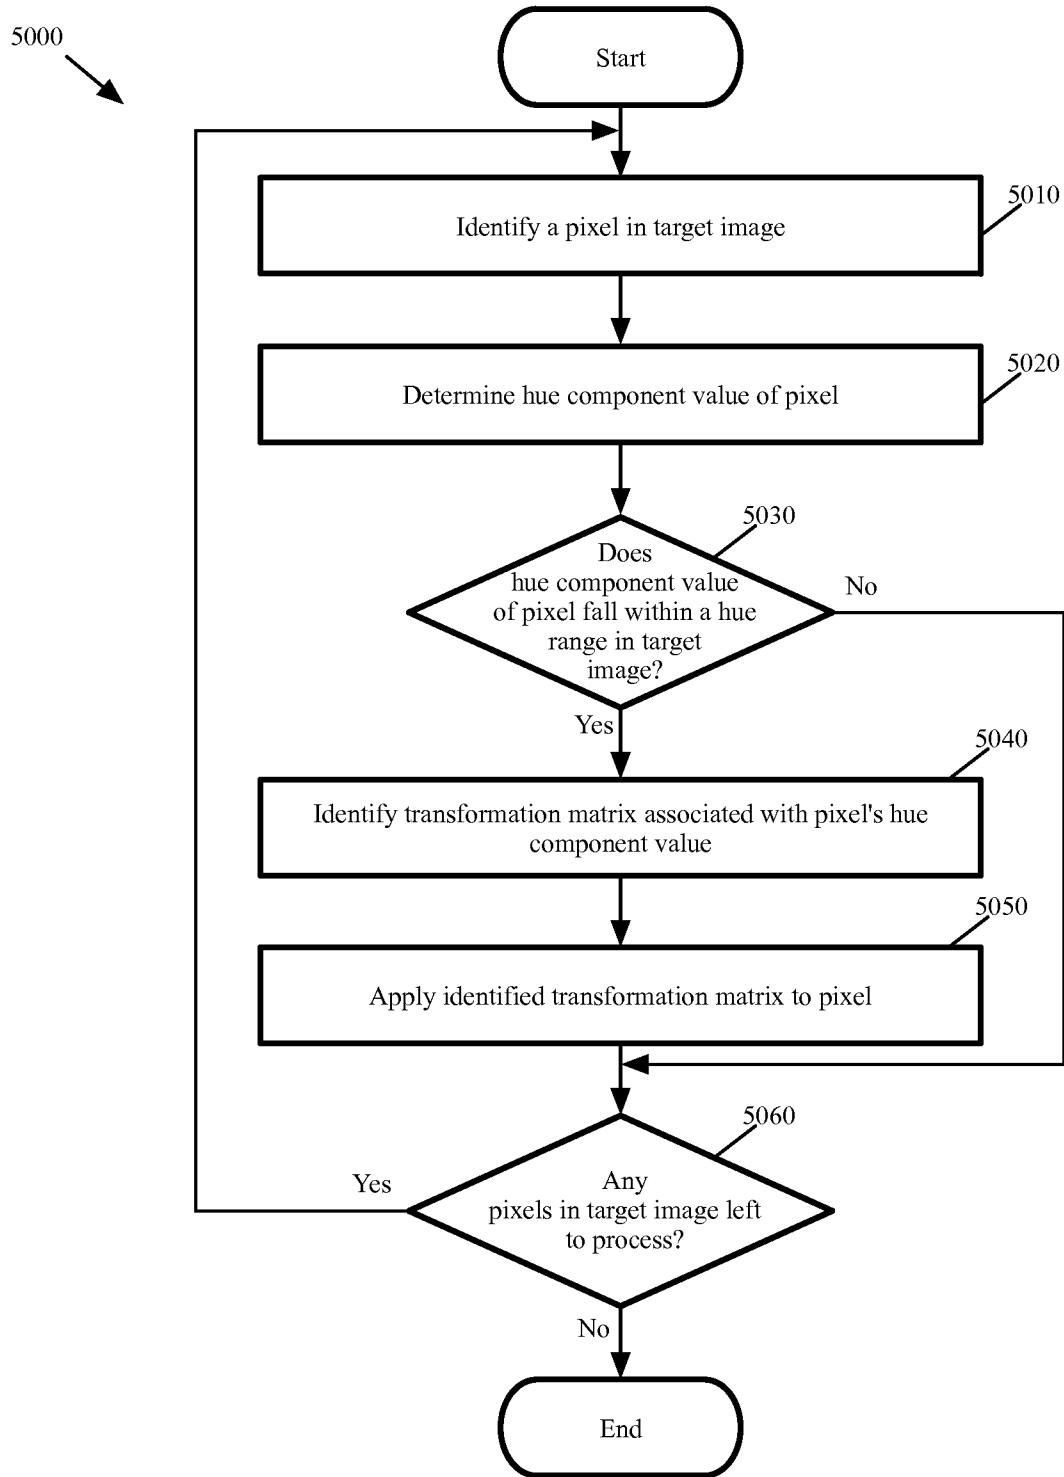 5000
Start
5010
Identify a pixel in target image
5020
Determine hue component value of pixel
5030
Does
hue component value
of pixel fall within a hue
range in target
image?
No
Yes
5040
Identify transformation matrix associated with pixel's hue
component value
5050
Apply identified transformation matrix to pixel
5060
Any
pixels in target image left
to process?
Yes
No
End